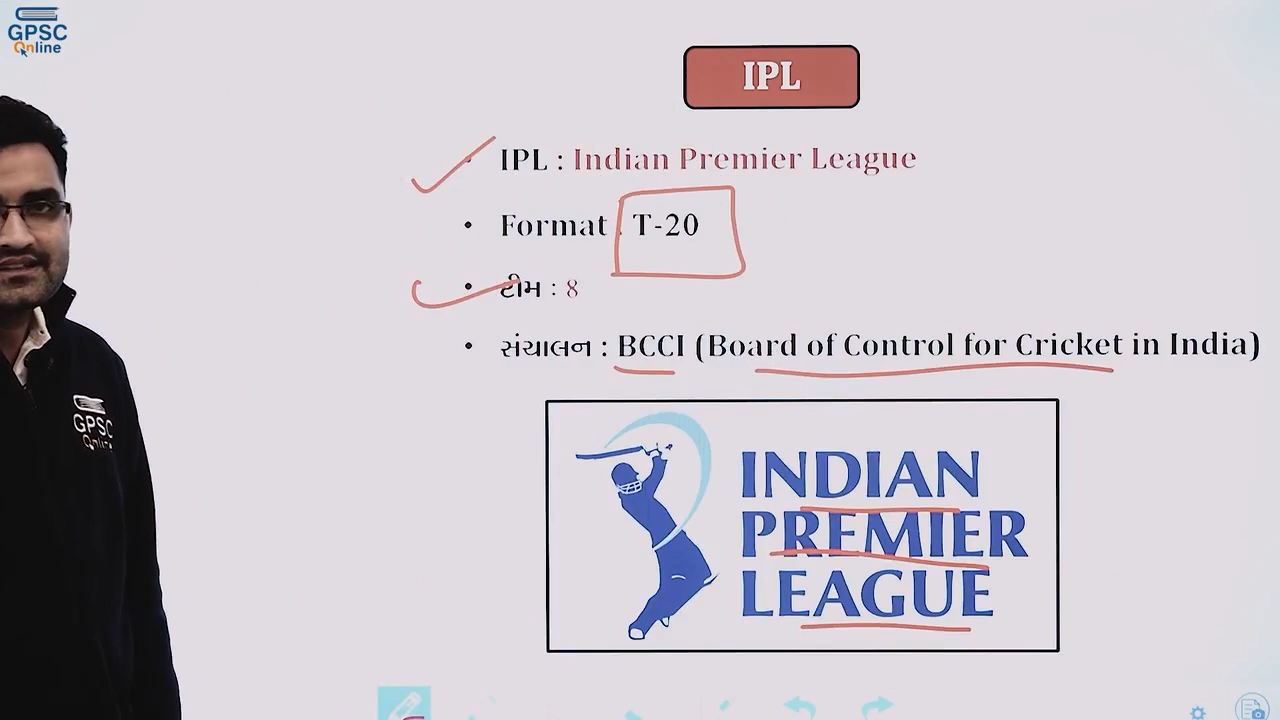 GPSC
Online
IPL
• IPL : Indian Premier League
• Format : T-20
• ટીમ : 8
• સંચાલન : BCCI (Board of Control for Cricket in India)
GPSC
Online
INDIAN
PREMIER
LEAGUE